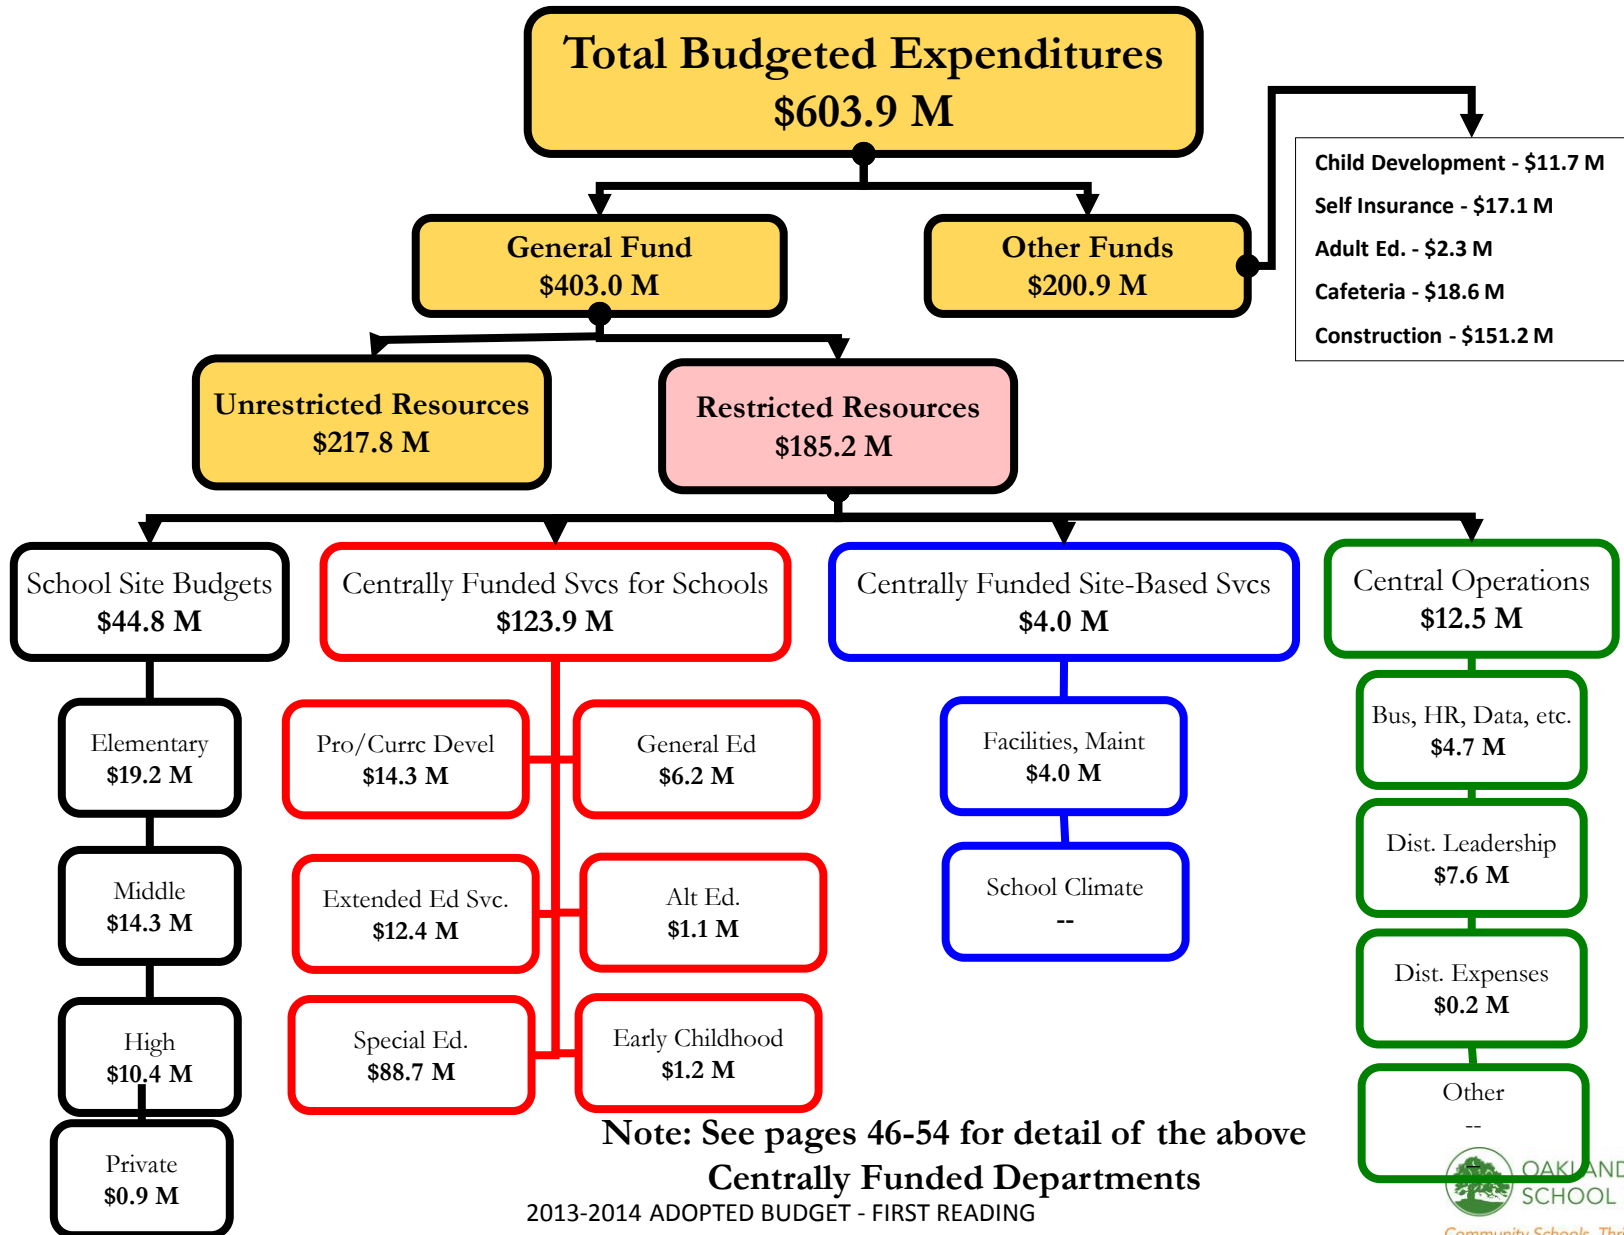 Total Budgeted Expenditures
$603.9 M
Child Development - $11.7 M
Self Insurance - $17.1 M
Adult Ed. - $2.3 M
Cafeteria - $18.6 M
Construction - $151.2 M
General Fund
$403.0 M
Other Funds
$200.9 M
Unrestricted Resources
$217.8 M
Restricted Resources
$185.2 M
School Site Budgets
$44.8 M
Centrally Funded Svcs for Schools
$123.9 M
Centrally Funded Site-Based Svcs
$4.0 M
Central Operations
$12.5 M
Elementary
$19.2 M
Middle
$14.3 M
High
$10.4 M
Private
$0.9 M
Pro/Currc Devel
$14.3 M
General Ed
$6.2 M
Extended Ed Svc.
$12.4 M
Alt Ed.
$1.1 M
Special Ed.
$88.7 M
Early Childhood
$1.2 M
Facilities, Maint
$4.0 M
School Climate
--
Bus, HR, Data, etc.
$4.7 M
Dist. Leadership
$7.6 M
Dist. Expenses
$0.2 M
Other
--
Note: See pages 46-54 for detail of the above
Centrally Funded Departments
2013-2014 ADOPTED BUDGET - FIRST READING
OAKLAND
SCHOOL
Community Schools,